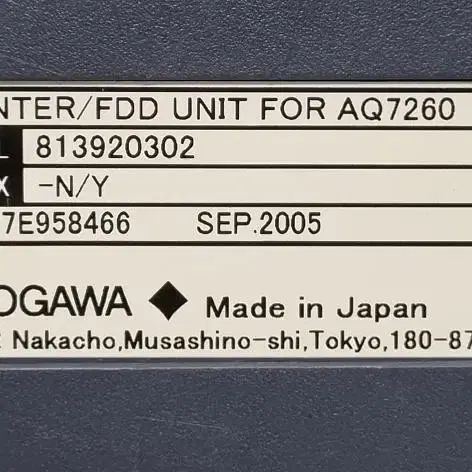 NTER/FDD UNIT FOR AQ7260
L 813920302
X -N/Y
7E958466 SEP.2005
OGAWA ◆ Made in Japan
Nakacho,Musashino-shi,Tokyo,180-87